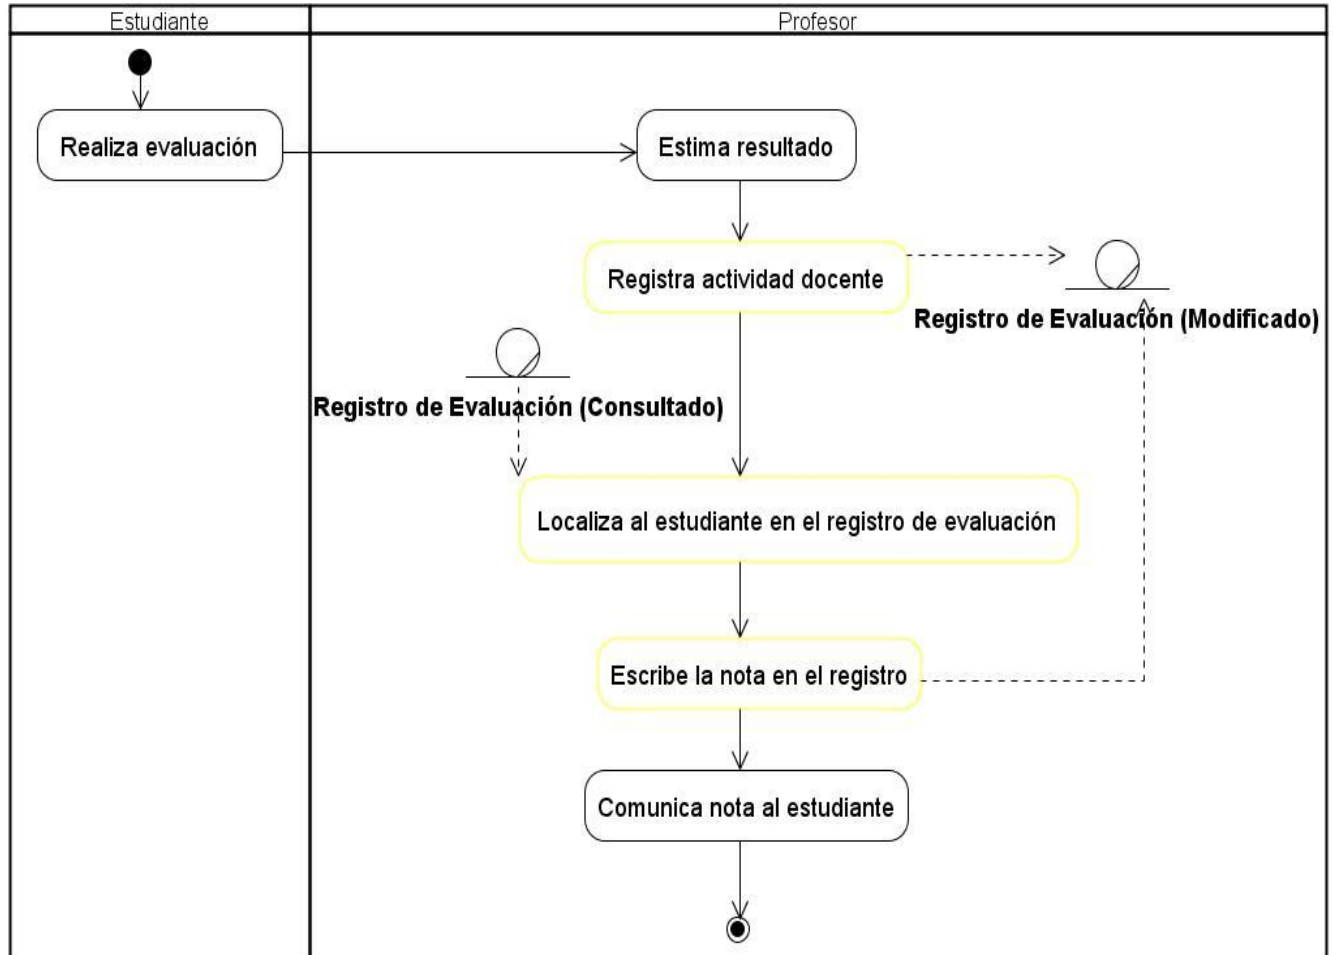 Estudiante
Profesor
Realiza evaluación
Estima resultado
Registra actividad docente
Registro de Evaluación (Modificado)
Registro de Evaluación (Consultado)
Localiza al estudiante en el registro de evaluación
Escribe la nota en el registro
Comunica nota al estudiante